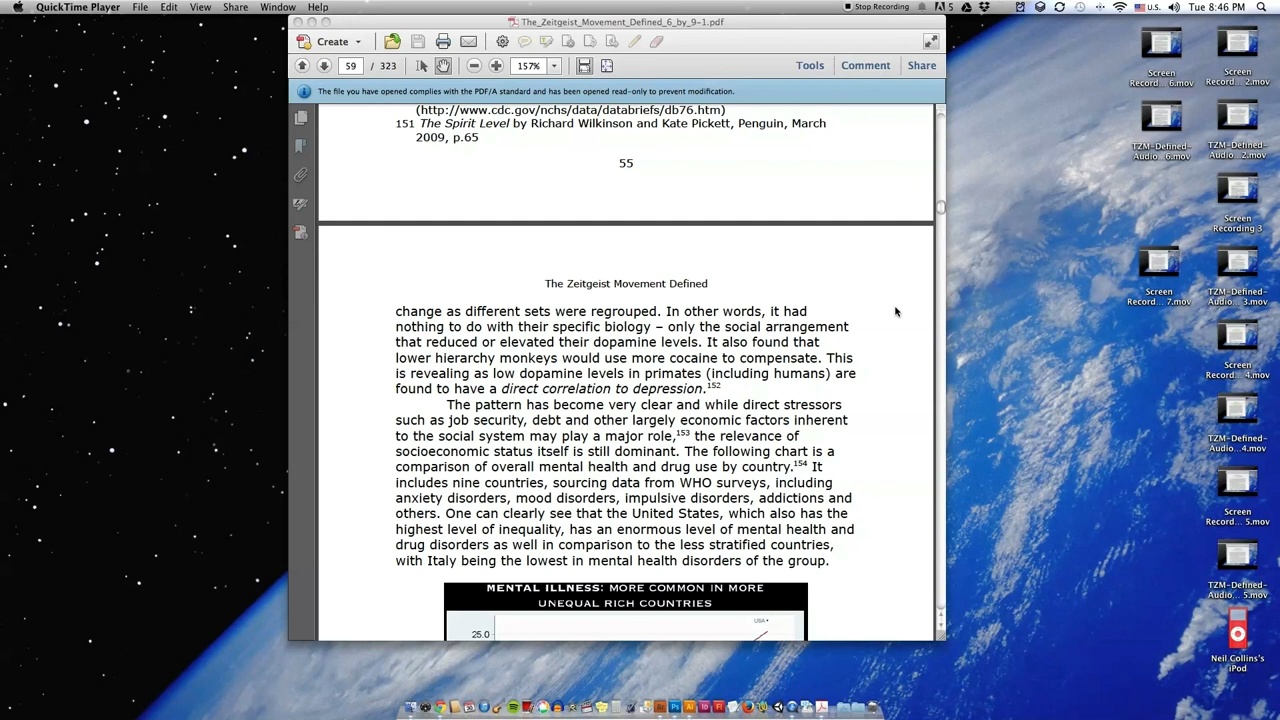 QuickTime Player File Edit View Share Window Help
Stop Recording 5 U.S. Tue 8:46 PM
The_Zeitgeist_Movement_Defined_6_by_9-1.pdf
Create
59 / 323 157% Tools Comment Share
The file you have opened complies with the PDF/A standard and has been opened read-only to prevent modification.
(http://www.cdc.gov/nchs/data/databriefs/db76.htm)
151 The Spirit Level by Richard Wilkinson and Kate Pickett, Penguin, March
2009, p.65
55
The Zeitgeist Movement Defined
change as different sets were regrouped. In other words, it had
nothing to do with their specific biology – only the social arrangement
that reduced or elevated their dopamine levels. It also found that
lower hierarchy monkeys would use more cocaine to compensate. This
is revealing as low dopamine levels in primates (including humans) are
found to have a direct correlation to depression.152
The pattern has become very clear and while direct stressors
such as job security, debt and other largely economic factors inherent
to the social system may play a major role,153 the relevance of
socioeconomic status itself is still dominant. The following chart is a
comparison of overall mental health and drug use by country.154 It
includes nine countries, sourcing data from WHO surveys, including
anxiety disorders, mood disorders, impulsive disorders, addictions and
others. One can clearly see that the United States, which also has the
highest level of inequality, has an enormous level of mental health and
drug disorders as well in comparison to the less stratified countries,
with Italy being the lowest in mental health disorders of the group.
MENTAL ILLNESS: MORE COMMON IN MORE
UNEQUAL RICH COUNTRIES
USA
25.0
Screen
Record... 6.mov
Screen
Record... 2.mov
TZM-Defined-
Audio... 6.mov
TZM-Defined-
Audio... 2.mov
Screen
Recording 3
Screen
Record... 7.mov
TZM-Defined-
Audio... 3.mov
Screen
Record... 4.mov
TZM-Defined-
Audio... 4.mov
Screen
Record... 5.mov
TZM-Defined-
Audio... 5.mov
Neil Collins's
iPod